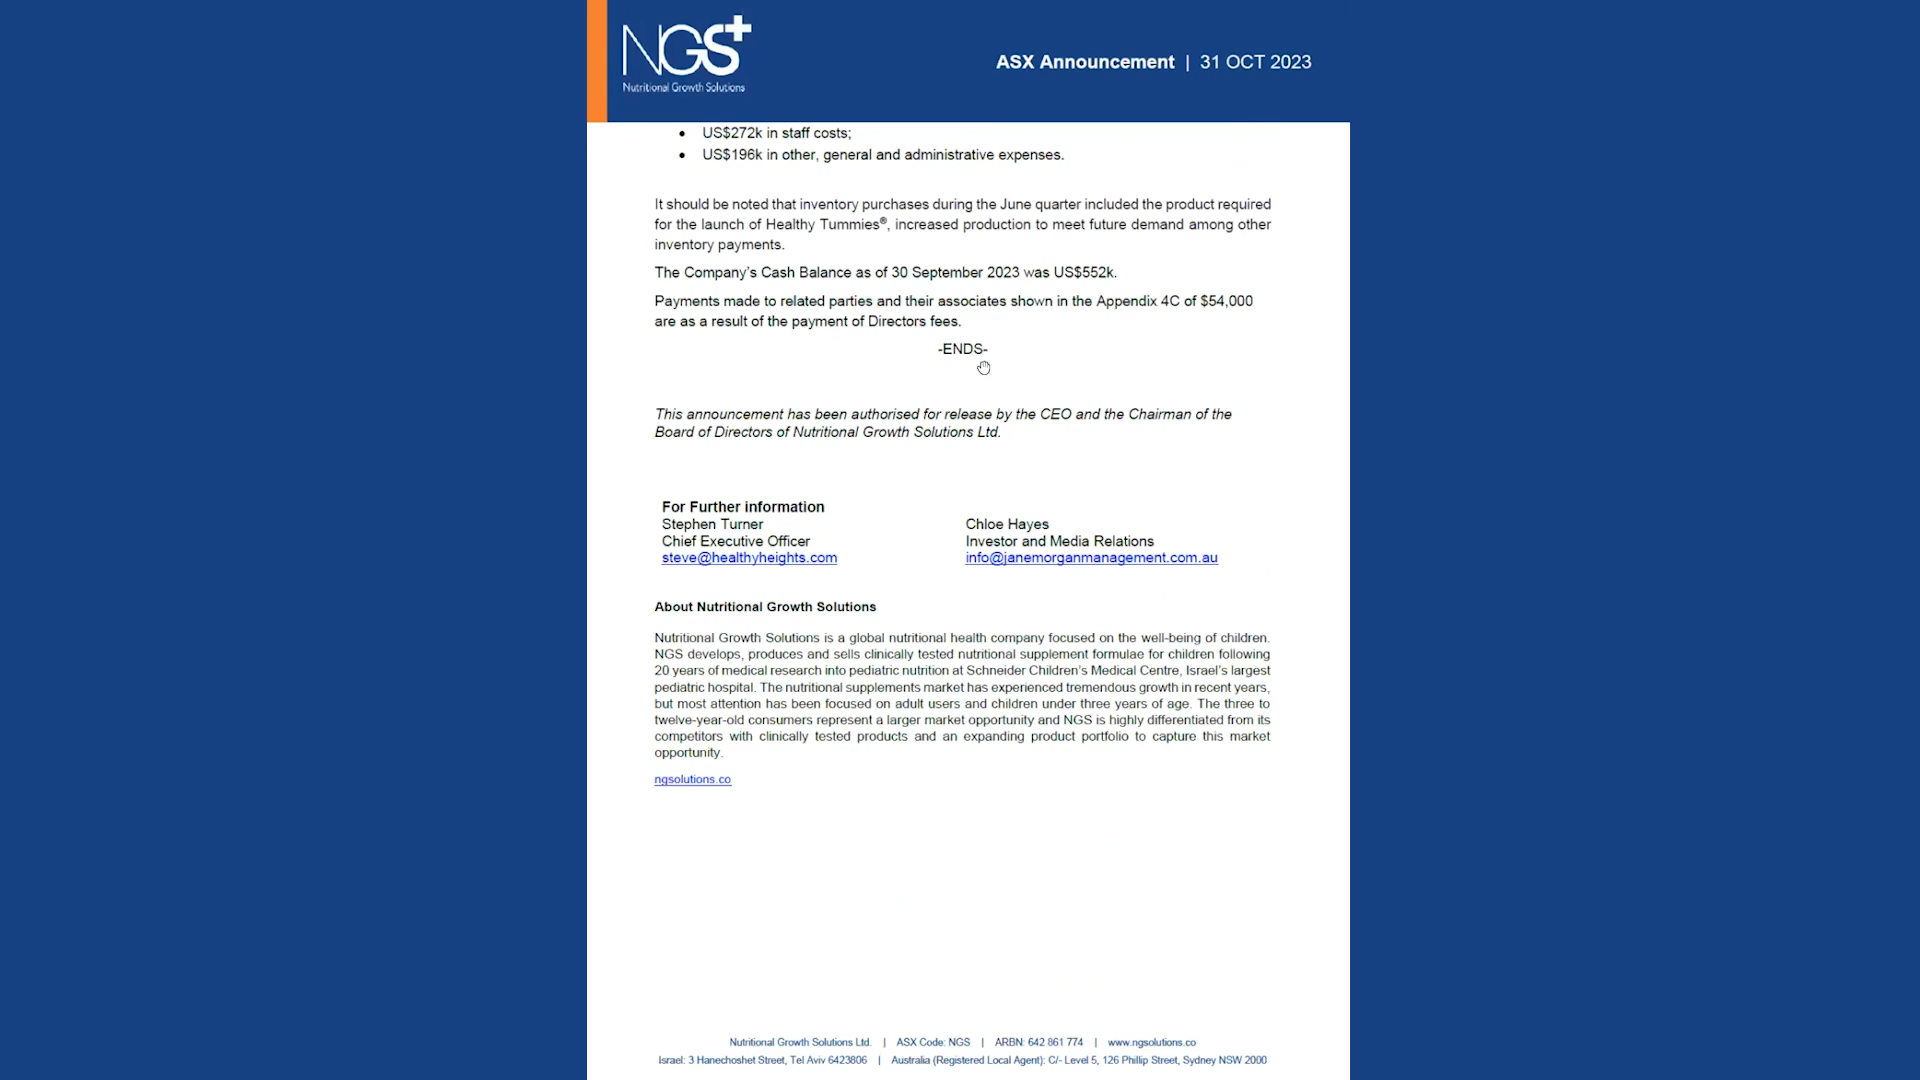 NGS+
Nutritional Growth Solutions
ASX Announcement | 31 OCT 2023
• US$272k in staff costs;
• US$196k in other, general and administrative expenses.
It should be noted that inventory purchases during the June quarter included the product required
for the launch of Healthy Tummies®, increased production to meet future demand among other
inventory payments.
The Company's Cash Balance as of 30 September 2023 was US$552k.
Payments made to related parties and their associates shown in the Appendix 4C of $54,000
are as a result of the payment of Directors fees.
-ENDS-
This announcement has been authorised for release by the CEO and the Chairman of the
Board of Directors of Nutritional Growth Solutions Ltd.
For Further information
Stephen Turner
Chief Executive Officer
steve@healthyheights.com
Chloe Hayes
Investor and Media Relations
info@janemorganmanagement.com.au
About Nutritional Growth Solutions
Nutritional Growth Solutions is a global nutritional health company focused on the well-being of children.
NGS develops, produces and sells clinically tested nutritional supplement formulae for children following
20 years of medical research into pediatric nutrition at Schneider Children's Medical Centre, Israel's largest
pediatric hospital. The nutritional supplements market has experienced tremendous growth in recent years,
but most attention has been focused on adult users and children under three years of age. The three to
twelve-year-old consumers represent a larger market opportunity and NGS is highly differentiated from its
competitors with clinically tested products and an expanding product portfolio to capture this market
opportunity.
ngsolutions.co
Nutritional Growth Solutions Ltd. | ASX Code: NGS | ARBN: 642 861 774 | www.ngsolutions.co
Israel: 3 Hanechoshet Street, Tel Aviv 6423806 | Australia (Registered Local Agent): C/- Level 5, 126 Phillip Street, Sydney NSW 2000